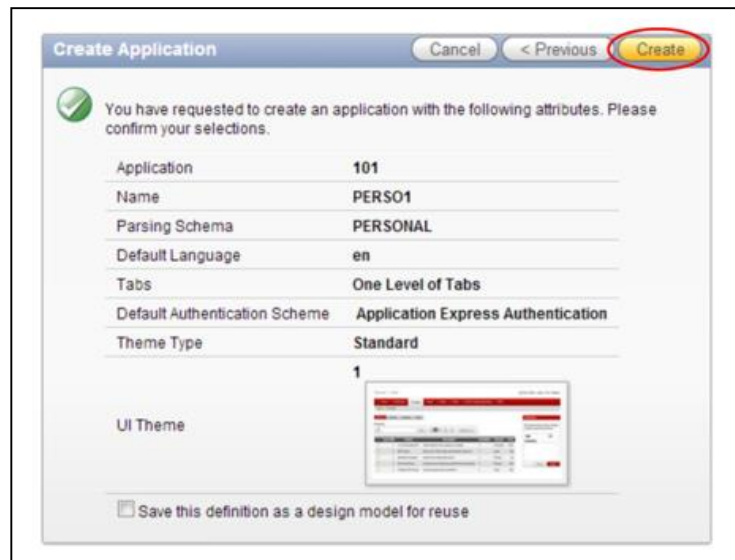 Create Application
Cancel
< Previous
Create
You have requested to create an application with the following attributes. Please
confirm your selections.
Application 101
Name PERSO1
Parsing Schema PERSONAL
Default Language en
Tabs One Level of Tabs
Default Authentication Scheme Application Express Authentication
Theme Type Standard
1
UI Theme
Save this definition as a design model for reuse